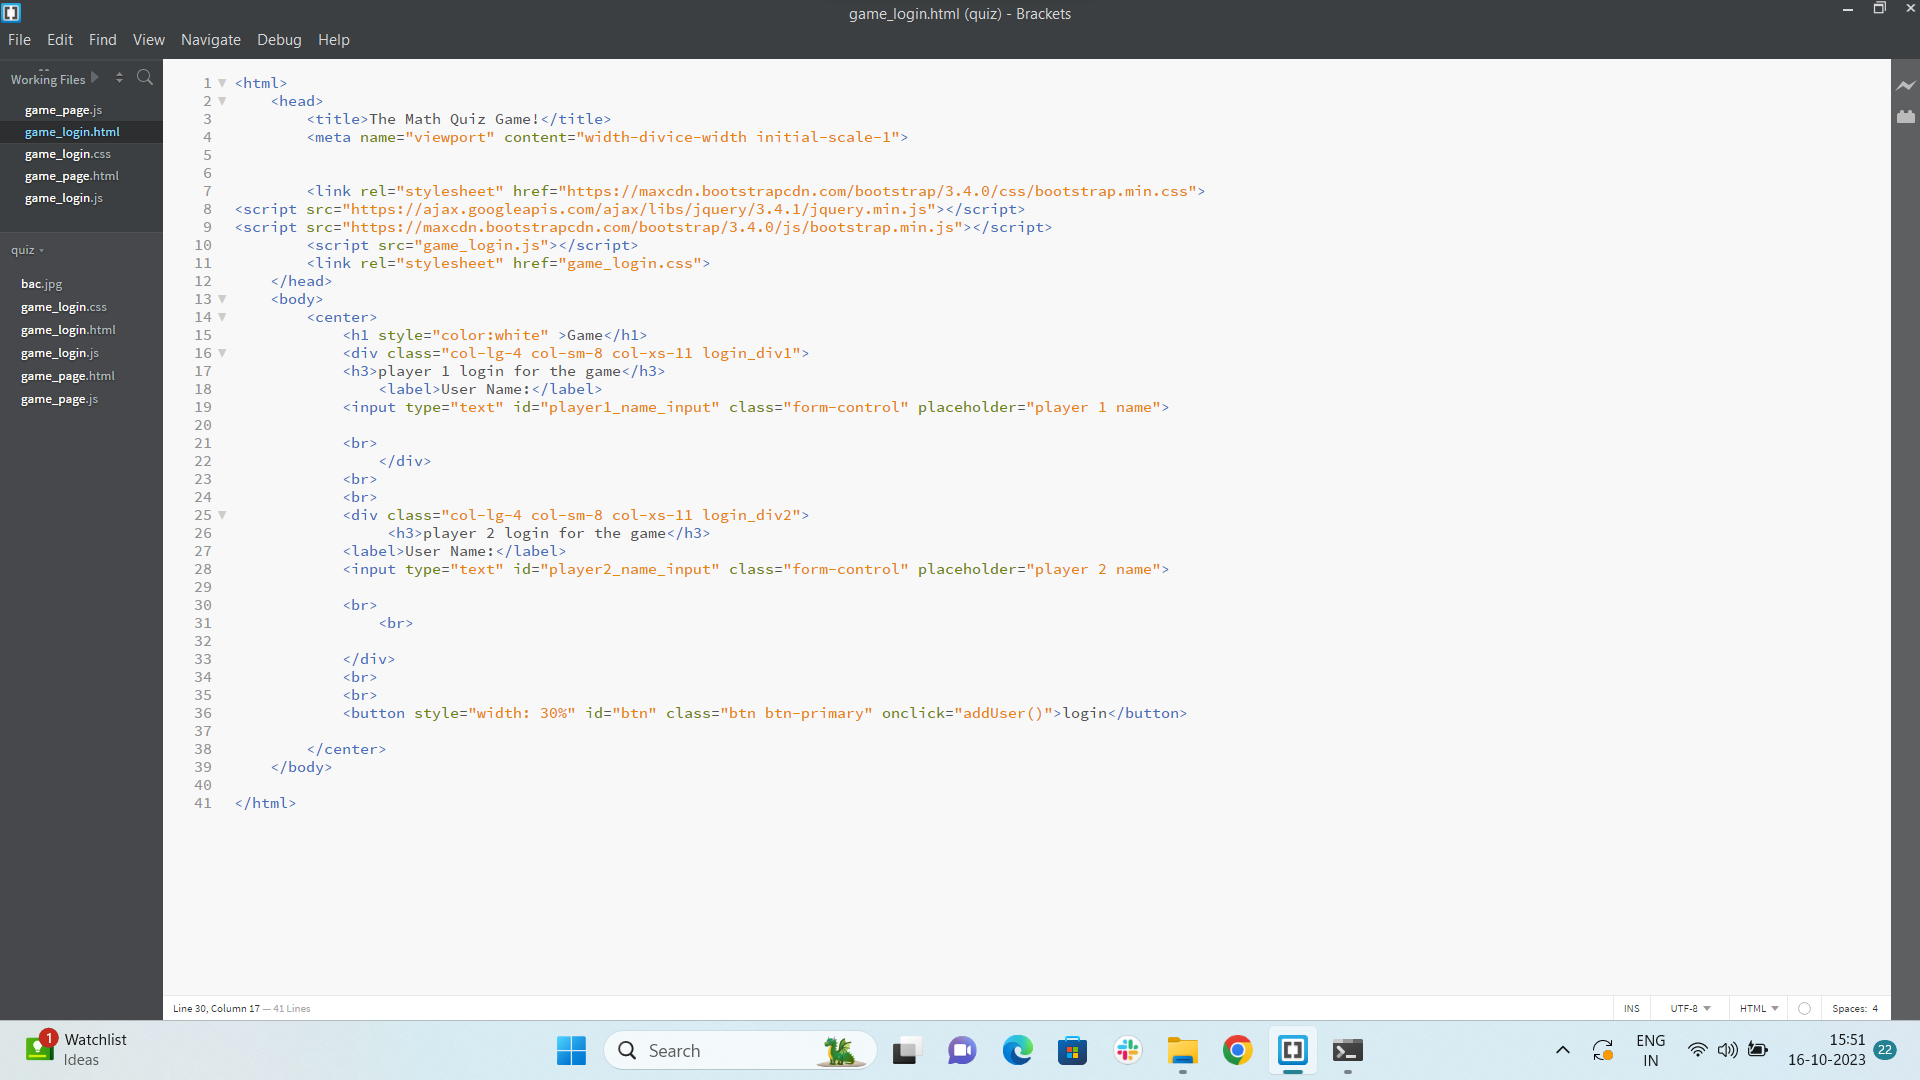 game_login.html (quiz) - Brackets
File Edit Find View Navigate Debug Help
Working Files
game_page.js
game_login.html
game_login.css
game_page.html
game_login.js
quiz
bac.jpg
game_login.css
game_login.html
game_login.js
game_page.html
game_page.js
1 <html>
2 <head>
3 <title>The Math Quiz Game!</title>
4 <meta name="viewport" content="width-divice-width initial-scale-1">
5
6
7 <link rel="stylesheet" href="https://maxcdn.bootstrapcdn.com/bootstrap/3.4.0/css/bootstrap.min.css">
8 <script src="https://ajax.googleapis.com/ajax/libs/jquery/3.4.1/jquery.min.js"></script>
9 <script src="https://maxcdn.bootstrapcdn.com/bootstrap/3.4.0/js/bootstrap.min.js"></script>
10 <script src="game_login.js"></script>
11 <link rel="stylesheet" href="game_login.css">
12 </head>
13 <body>
14 <center>
15 <h1 style="color:white" >Game</h1>
16 <div class="col-lg-4 col-sm-8 col-xs-11 login_div1">
17 <h3>player 1 login for the game</h3>
18 <label>User Name:</label>
19 <input type="text" id="player1_name_input" class="form-control" placeholder="player 1 name">
20
21 <br>
22 </div>
23 <br>
24 <br>
25 <div class="col-lg-4 col-sm-8 col-xs-11 login_div2">
26 <h3>player 2 login for the game</h3>
27 <label>User Name:</label>
28 <input type="text" id="player2_name_input" class="form-control" placeholder="player 2 name">
29
30 <br>
31 <br>
32
33 </div>
34 <br>
35 <br>
36 <button style="width: 30%" id="btn" class="btn btn-primary" onclick="addUser()">login</button>
37
38 </center>
39 </body>
40
41 </html>
Line 30, Column 17 — 41 Lines
INS UTF-8 HTML Spaces: 4
1 Watchlist
Ideas
Search
ENG
IN
15:51
16-10-2023
22